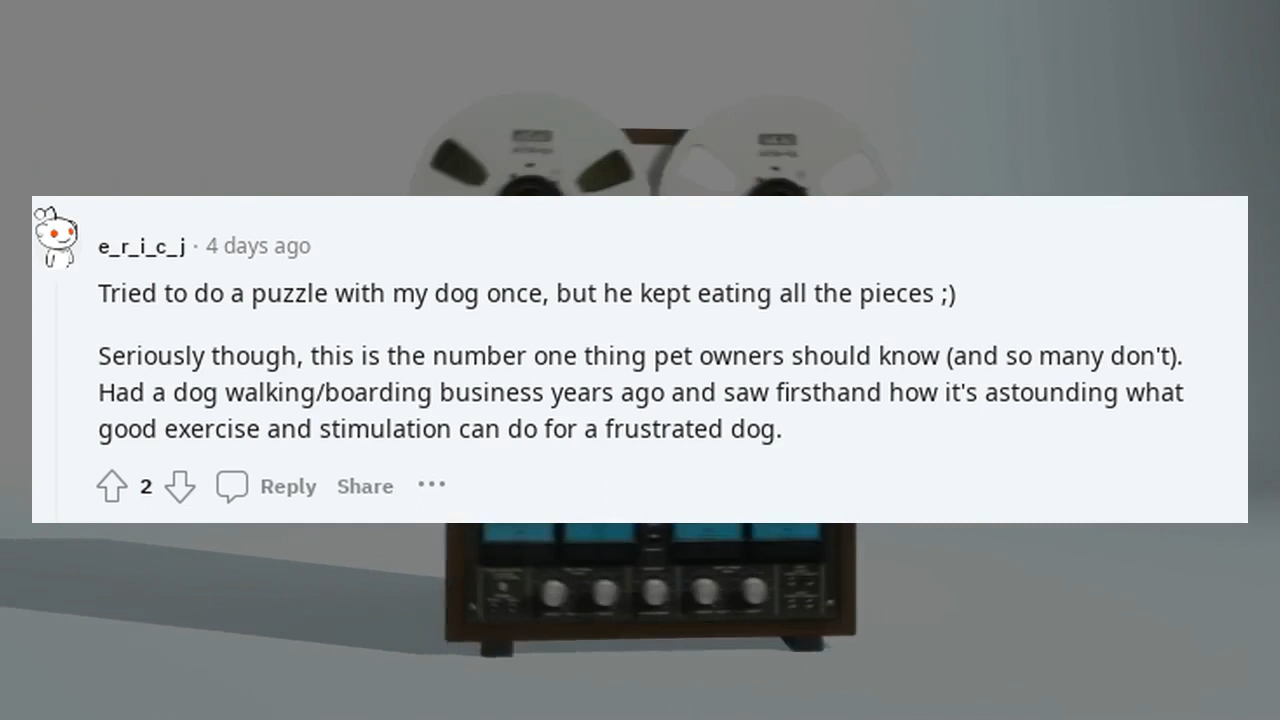 e_r_i_c_j · 4 days ago
Tried to do a puzzle with my dog once, but he kept eating all the pieces ;)
Seriously though, this is the number one thing pet owners should know (and so many don't).
Had a dog walking/boarding business years ago and saw firsthand how it's astounding what
good exercise and stimulation can do for a frustrated dog.
2 Reply Share ···